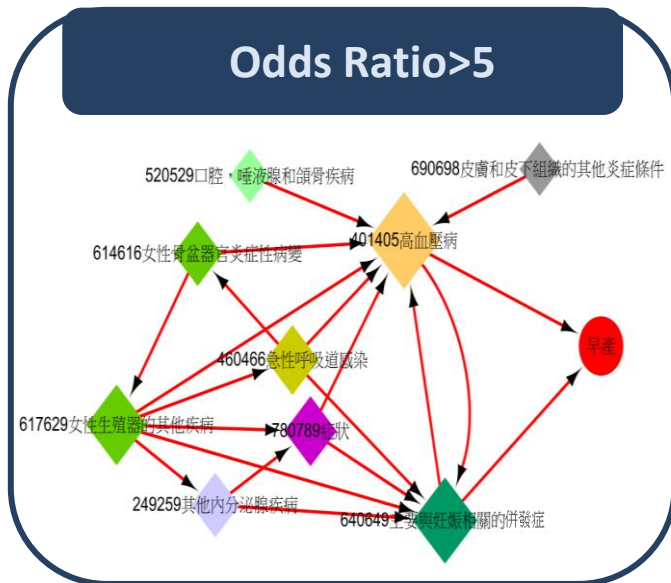 Odds Ratio>5
520529口腔，唾液腺和頜骨疾病
690698皮膚和皮下組織的其他炎症條件
401405高血壓病
614616女性骨盆器官炎症性病變
早產
460466急性呼吸道感染
617629女性生殖器的其他疾病
780789症狀
249259其他內分泌腺疾病
640649主要與妊娠相關的併發症